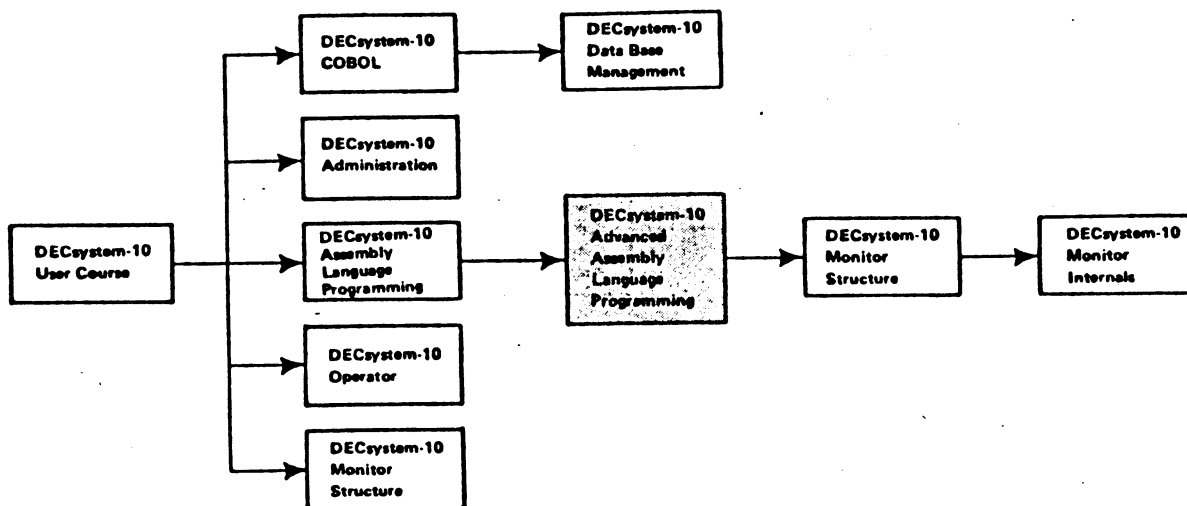 DECsystem-10
COBOL
DECsystem-10
Data Base
Management
DECsystem-10
Administration
DECsystem-10
User Course
DECsystem-10
Assembly
Language
Programming
DECsystem-10
Advanced
Assembly
Language
Programming
DECsystem-10
Monitor
Structure
DECsystem-10
Monitor
Internals
DECsystem-10
Operator
DECsystem-10
Monitor
Structure